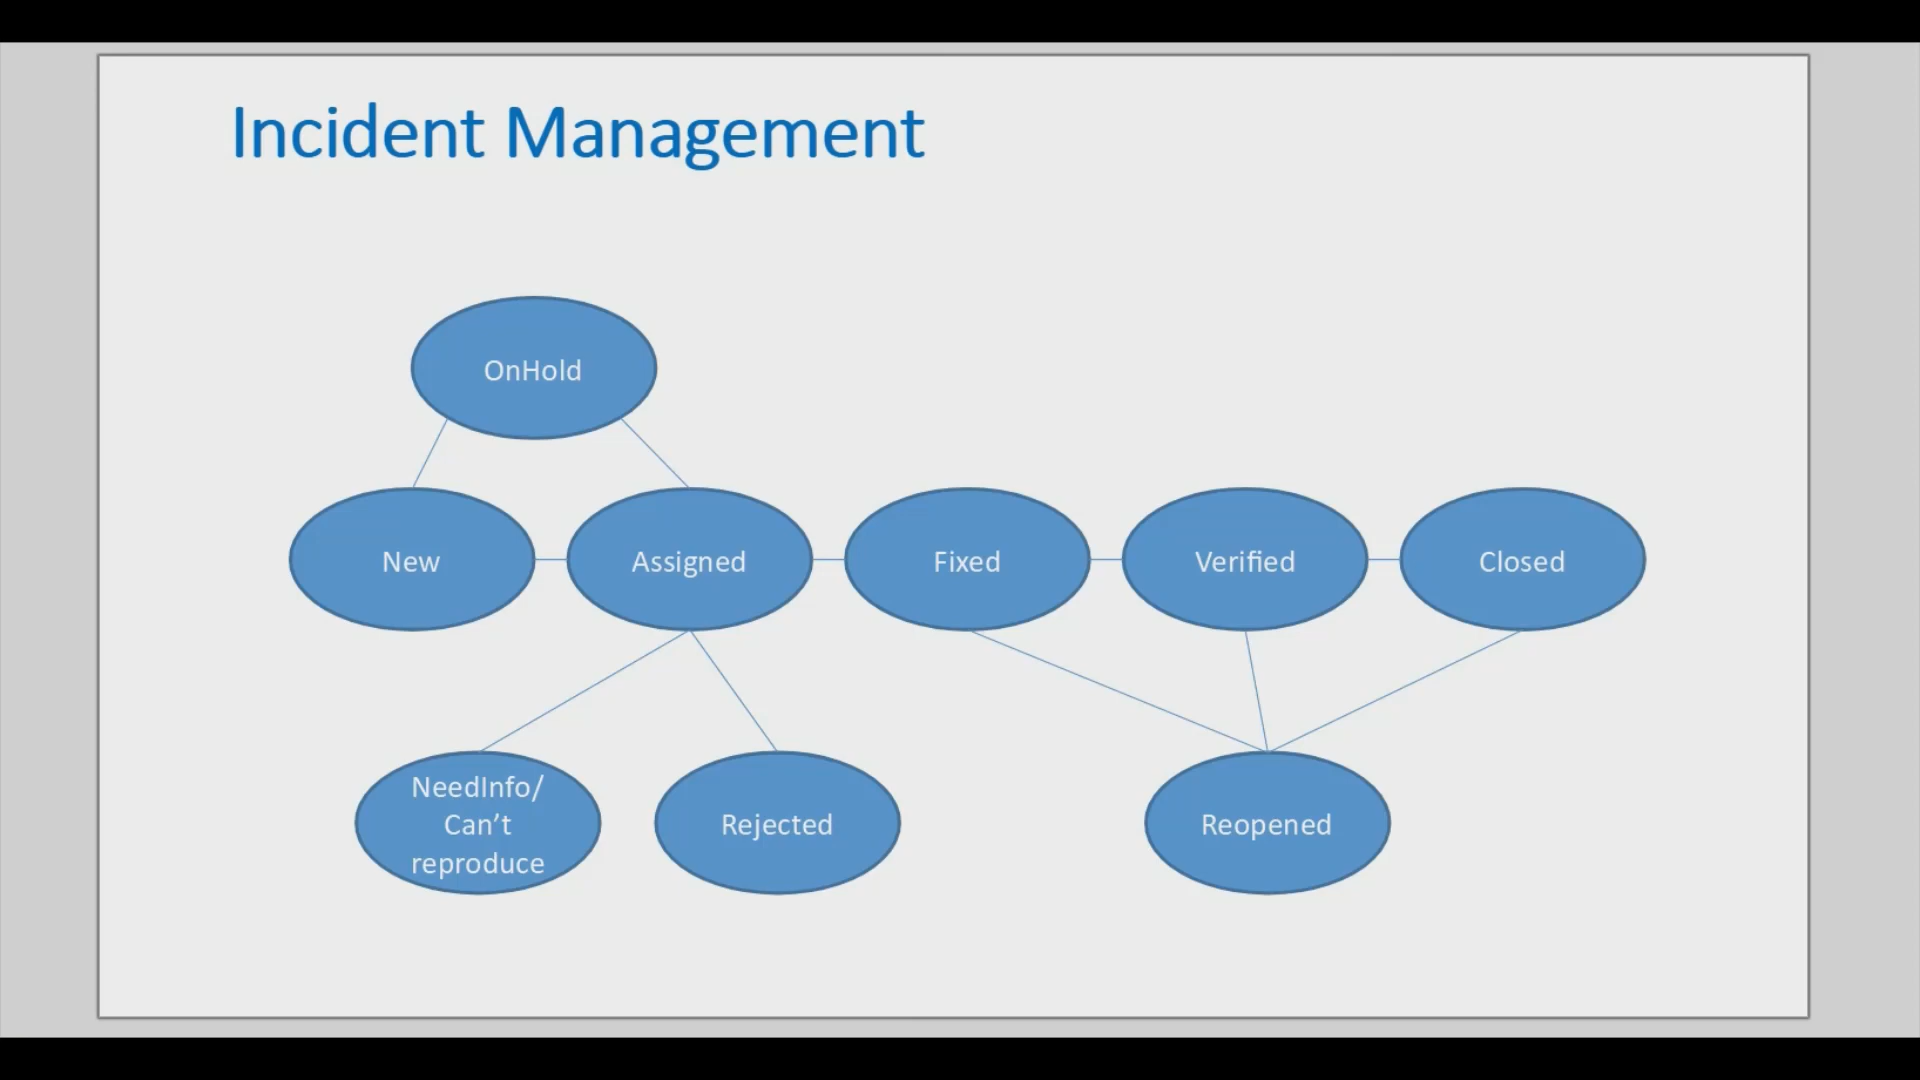 Incident Management
OnHold
New
Assigned
Fixed
Verified
Closed
NeedInfo/
Can’t
reproduce
Rejected
Reopened